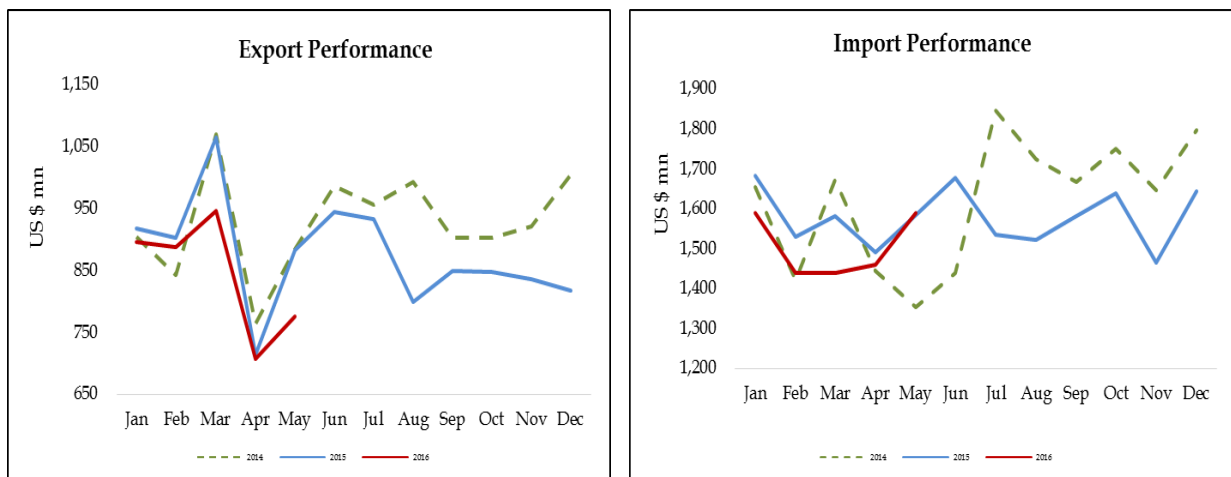 Export Performance
1,150
1,050
950
850
750
650
US $ mn
Jan Feb Mar Apr May Jun Jul Aug Sep Oct Nov Dec
2014 2015 2016
Import Performance
1,900
1,800
1,700
1,600
1,500
1,400
1,300
1,200
US $ mn
Jan Feb Mar Apr May Jun Jul Aug Sep Oct Nov Dec
2014 2015 2016